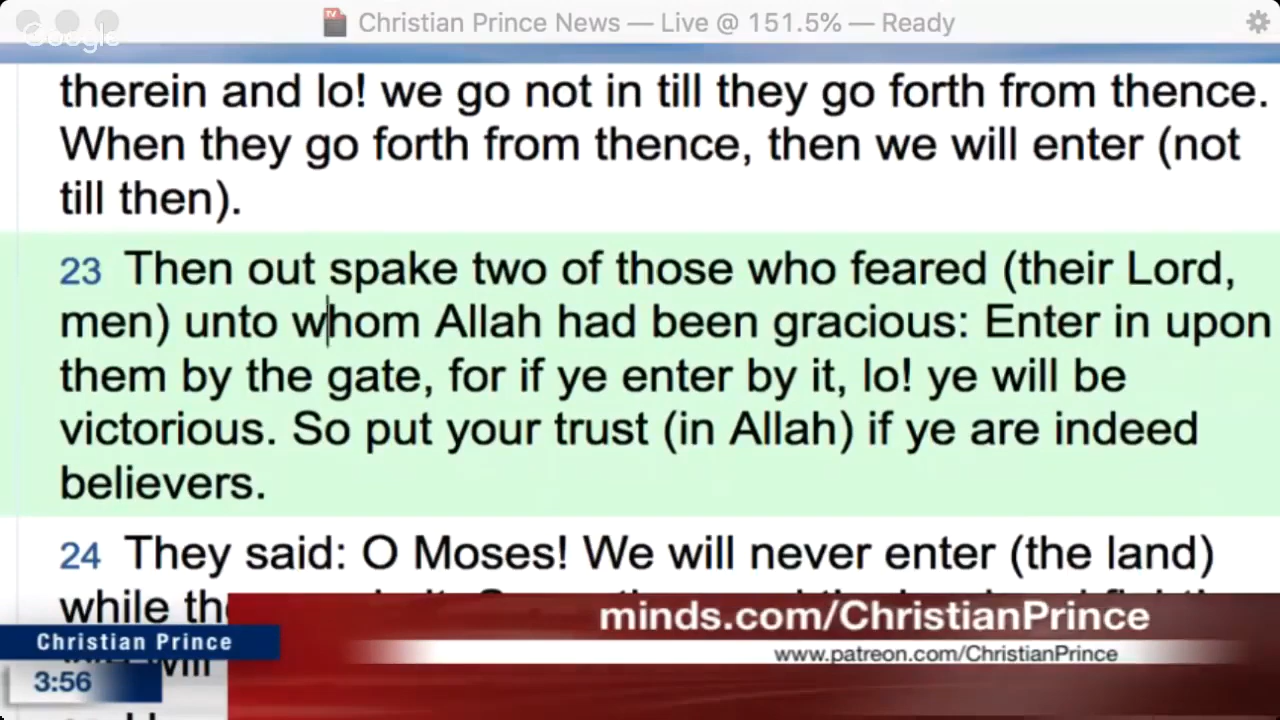 Christian Prince News — Live @ 151.5% — Ready
Google
therein and lo! we go not in till they go forth from thence.
When they go forth from thence, then we will enter (not
till then).
23 Then out spake two of those who feared (their Lord,
men) unto whom Allah had been gracious: Enter in upon
them by the gate, for if ye enter by it, lo! ye will be
victorious. So put your trust (in Allah) if ye are indeed
believers.
24 They said: O Moses! We will never enter (the land)
while
minds.com/ChristianPrince
Christian Prince
www.patreon.com/ChristianPrince
will
3:56